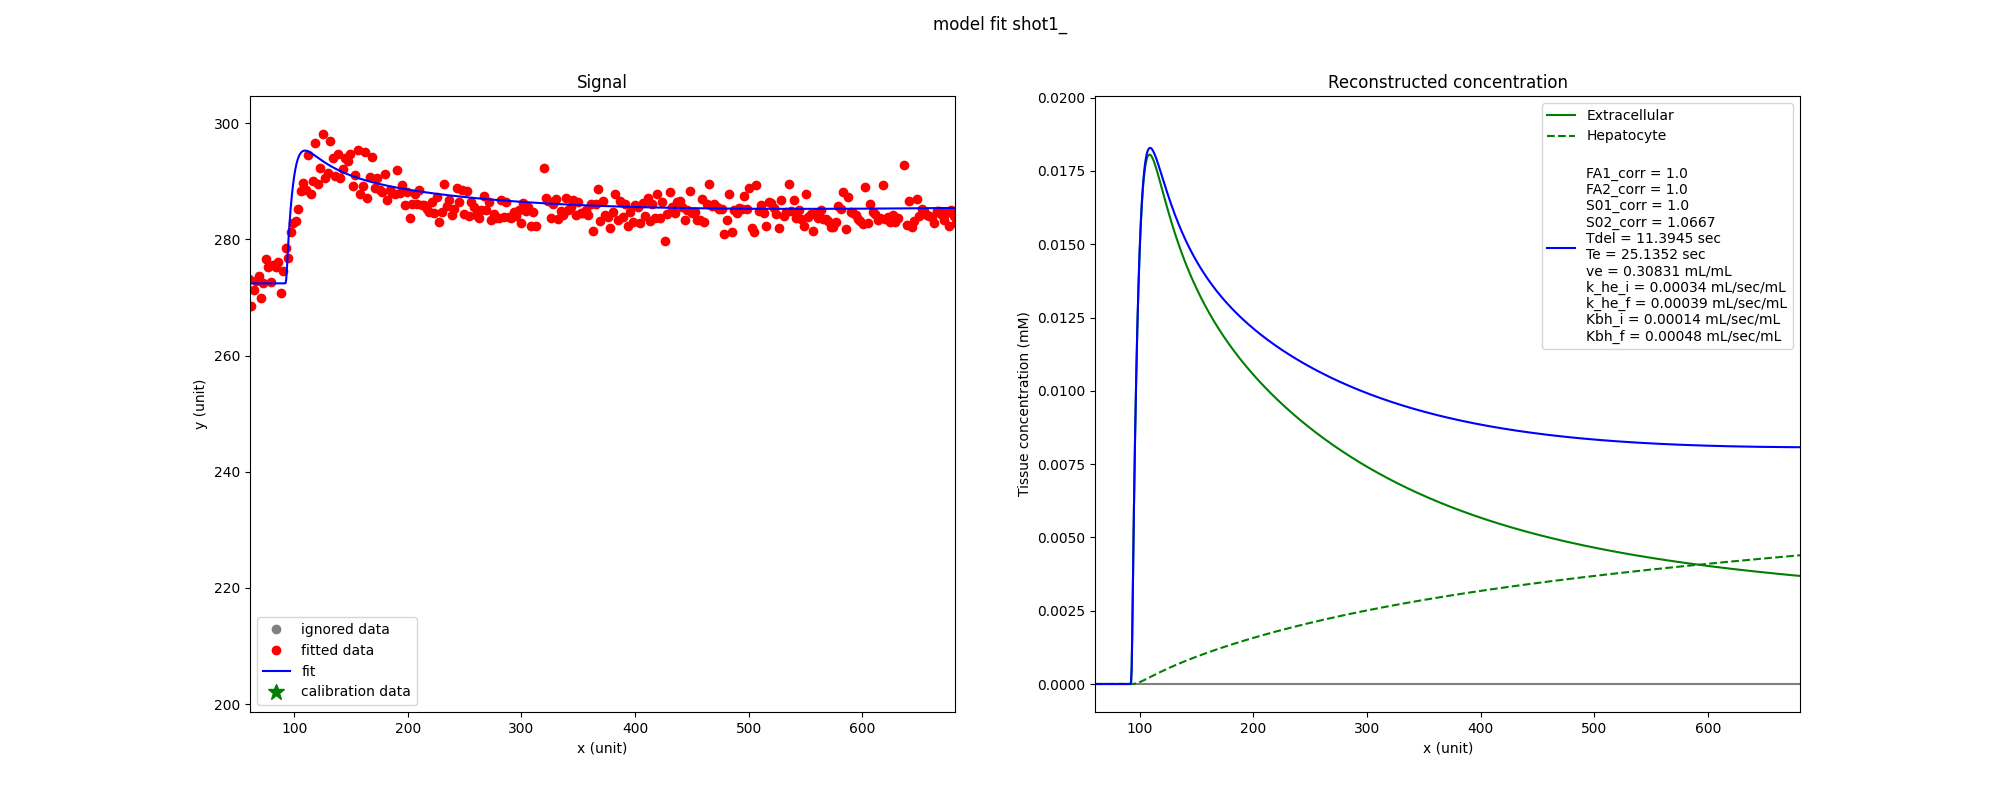 model fit shot1_
Signal
y (unit)
300
280
260
240
220
200
ignored data
fitted data
fit
calibration data
100 200 300 400 500 600
x (unit)
Reconstructed concentration
Tissue concentration (mM)
0.0200
0.0175
0.0150
0.0125
0.0100
0.0075
0.0050
0.0025
0.0000
Extracellular
Hepatocyte
FA1_corr = 1.0
FA2_corr = 1.0
S01_corr = 1.0
S02_corr = 1.0667
Tdel = 11.3945 sec
Te = 25.1352 sec
ve = 0.30831 mL/mL
k_he_i = 0.00034 mL/sec/mL
k_he_f = 0.00039 mL/sec/mL
Kbh_i = 0.00014 mL/sec/mL
Kbh_f = 0.00048 mL/sec/mL
100 200 300 400 500 600
x (unit)